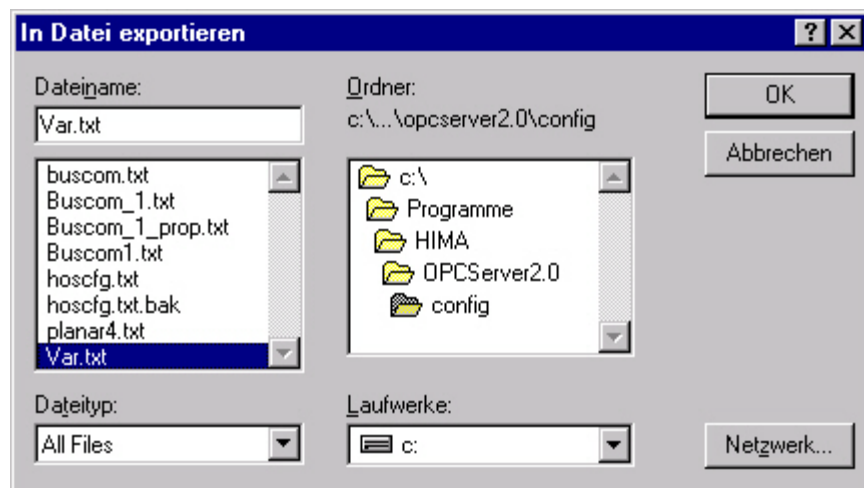 In Datei exportieren
Dateiname:
Var.txt
buscom.txt
Buscom_1.txt
Buscom_1_prop.txt
Buscom1.txt
hoscfg.txt
hoscfg.txt.bak
planar4.txt
Var.txt
Dateityp:
All Files
Ordner:
c:\...\opcserver2.0\config
c:\
Programme
HIMA
OPCServer2.0
config
Laufwerke:
c:
OK
Abbrechen
Netzwerk...